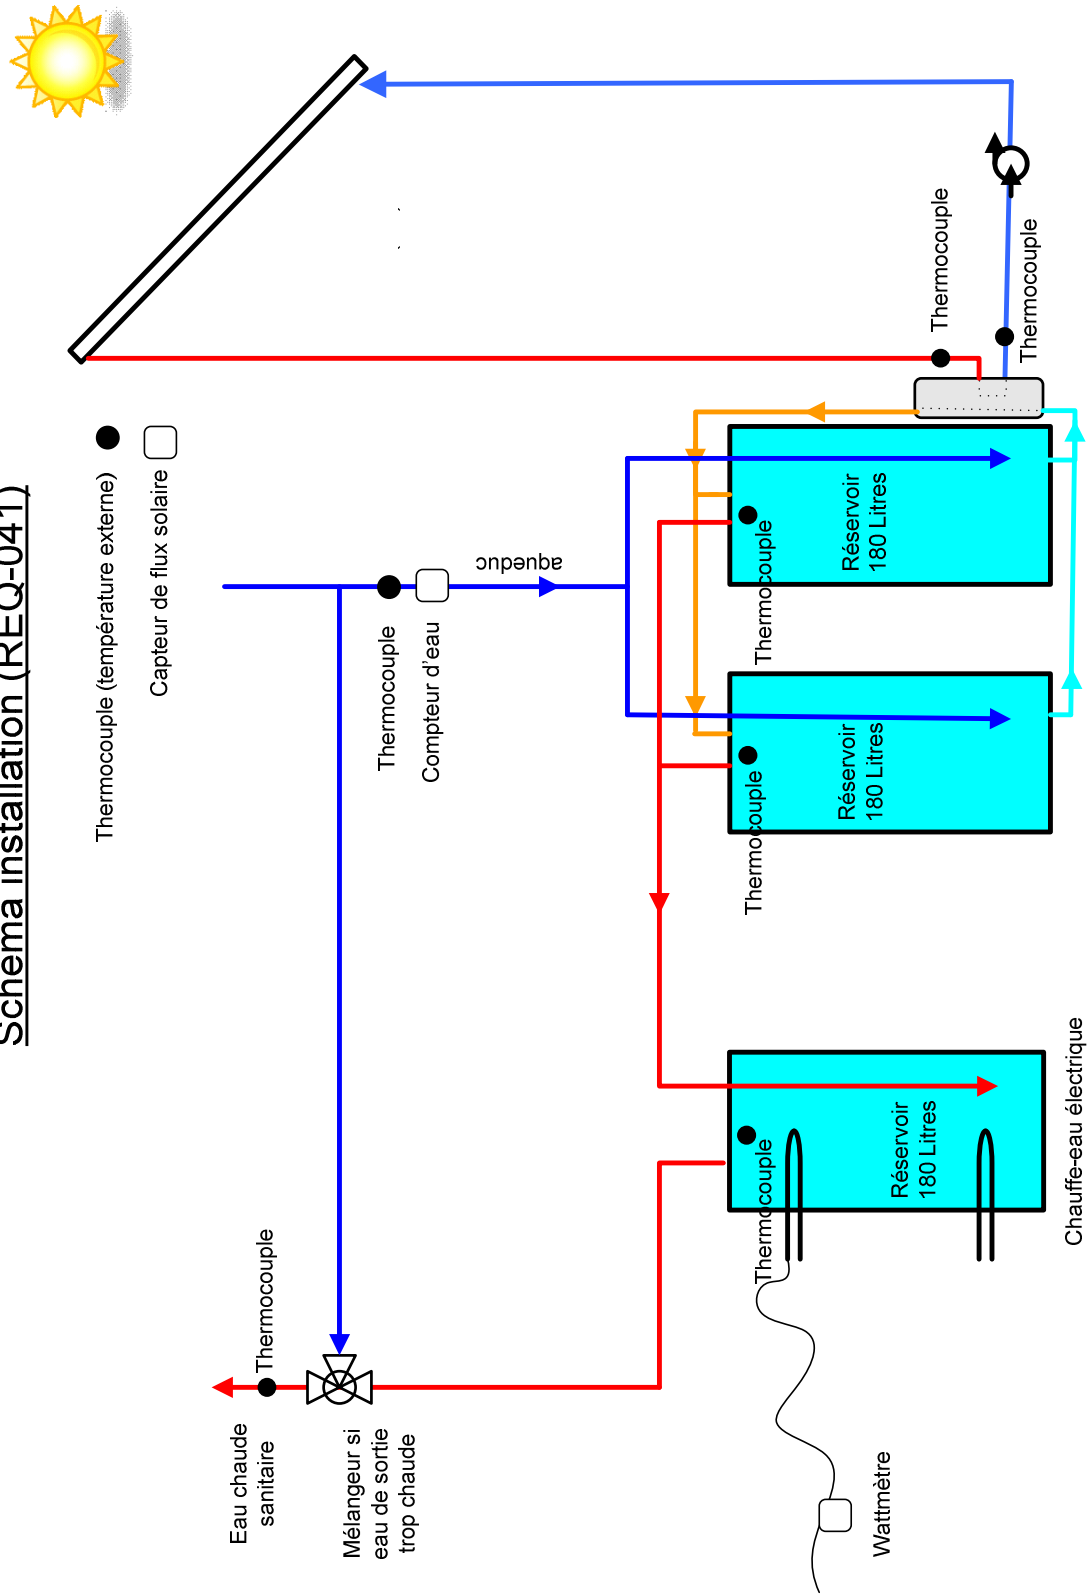 Schéma installation (REQ-041)
Thermocouple (température externe)
Capteur de flux solaire
Thermocouple
Compteur d'eau
aqueduc
Thermocouple
Thermocouple
Réservoir
180 Litres
Thermocouple
Réservoir
180 Litres
Thermocouple
Réservoir
180 Litres
Thermocouple
Chauffe-eau électrique
Thermocouple
Eau chaude
sanitaire
Mélangeur si
eau de sortie
trop chaude
Wattmètre